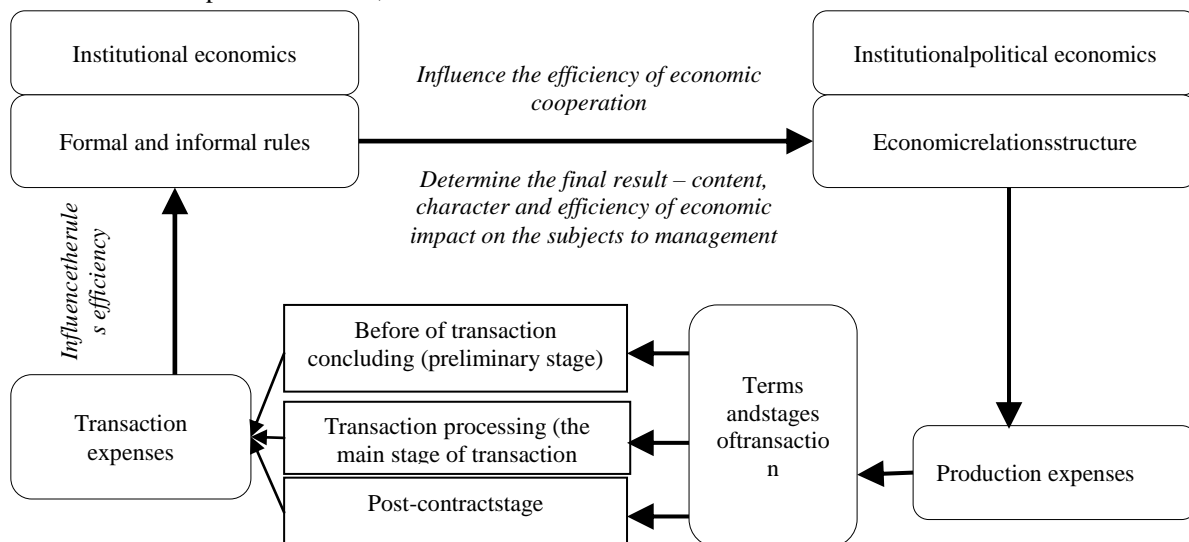 Institutional economics
Institutionalpolitical economics
Influence the efficiency of economic
cooperation
Formal and informal rules
Economicrelationsstructure
Determine the final result – content,
character and efficiency of economic
impact on the subjects to management
Influencetherule
s efficiency
Before of transaction
concluding (preliminary stage)
Terms
andstages
oftransactio
n
Transaction
expenses
Transaction processing (the
main stage of transaction
Production expenses
Post-contractstage